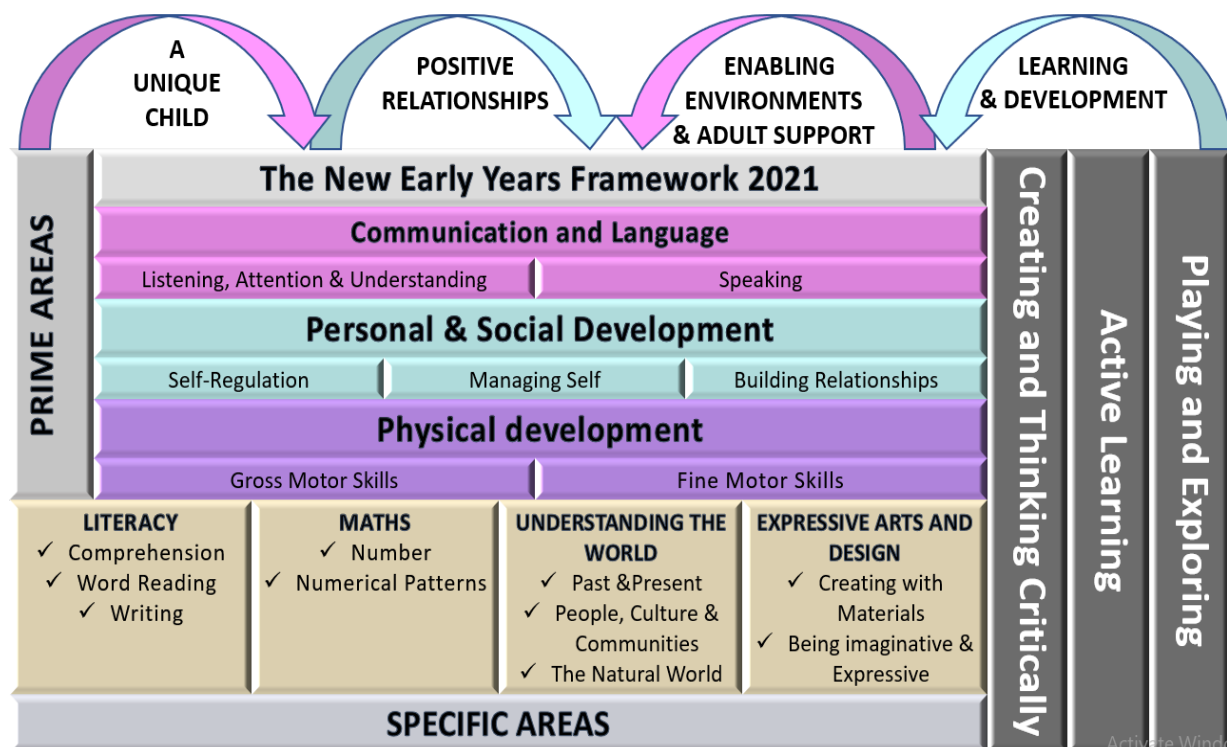 A
UNIQUE
CHILD
POSITIVE
RELATIONSHIPS
ENABLING
ENVIRONMENTS
& ADULT SUPPORT
LEARNING
& DEVELOPMENT
PRIME AREAS
The New Early Years Framework 2021
Communication and Language
Listening, Attention & Understanding
Speaking
Personal & Social Development
Self-Regulation
Managing Self
Building Relationships
Physical development
Gross Motor Skills
Fine Motor Skills
LITERACY
✓ Comprehension
✓ Word Reading
✓ Writing
MATHS
✓ Number
✓ Numerical Patterns
UNDERSTANDING THE
WORLD
✓ Past &Present
✓ People, Culture &
Communities
✓ The Natural World
EXPRESSIVE ARTS AND
DESIGN
✓ Creating with
Materials
✓ Being imaginative &
Expressive
SPECIFIC AREAS
Creating and Thinking Critically
Active Learning
Playing and Exploring
Activate